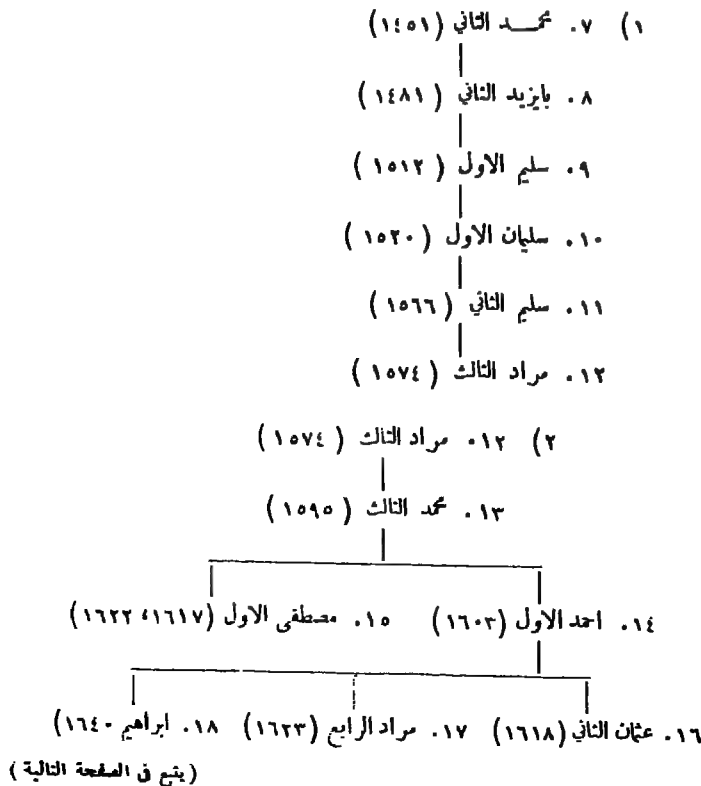 ١) ٧. محمد الثاني (١٤٥١)
٨. بايزيد الثاني (١٤٨١)
٩. سليم الاول (١٥١٢)
١٠. سليمان الاول (١٥٢٠)
١١. سليم الثاني (١٥٦٦)
١٢. مراد الثالث (١٥٧٤)
٢) ١٢. مراد الثالث (١٥٧٤)
١٣. محمد الثالث (١٥٩٥)
١٤. احمد الاول (١٦٠٣) ١٥. مصطفى الاول (١٦١٧، ١٦٢٢)
١٦. عثمان الثاني (١٦١٨) ١٧. مراد الرابع (١٦٢٣) ١٨. ابراهيم ١٦٤٠)
(يتبع في الصفحة التالية)